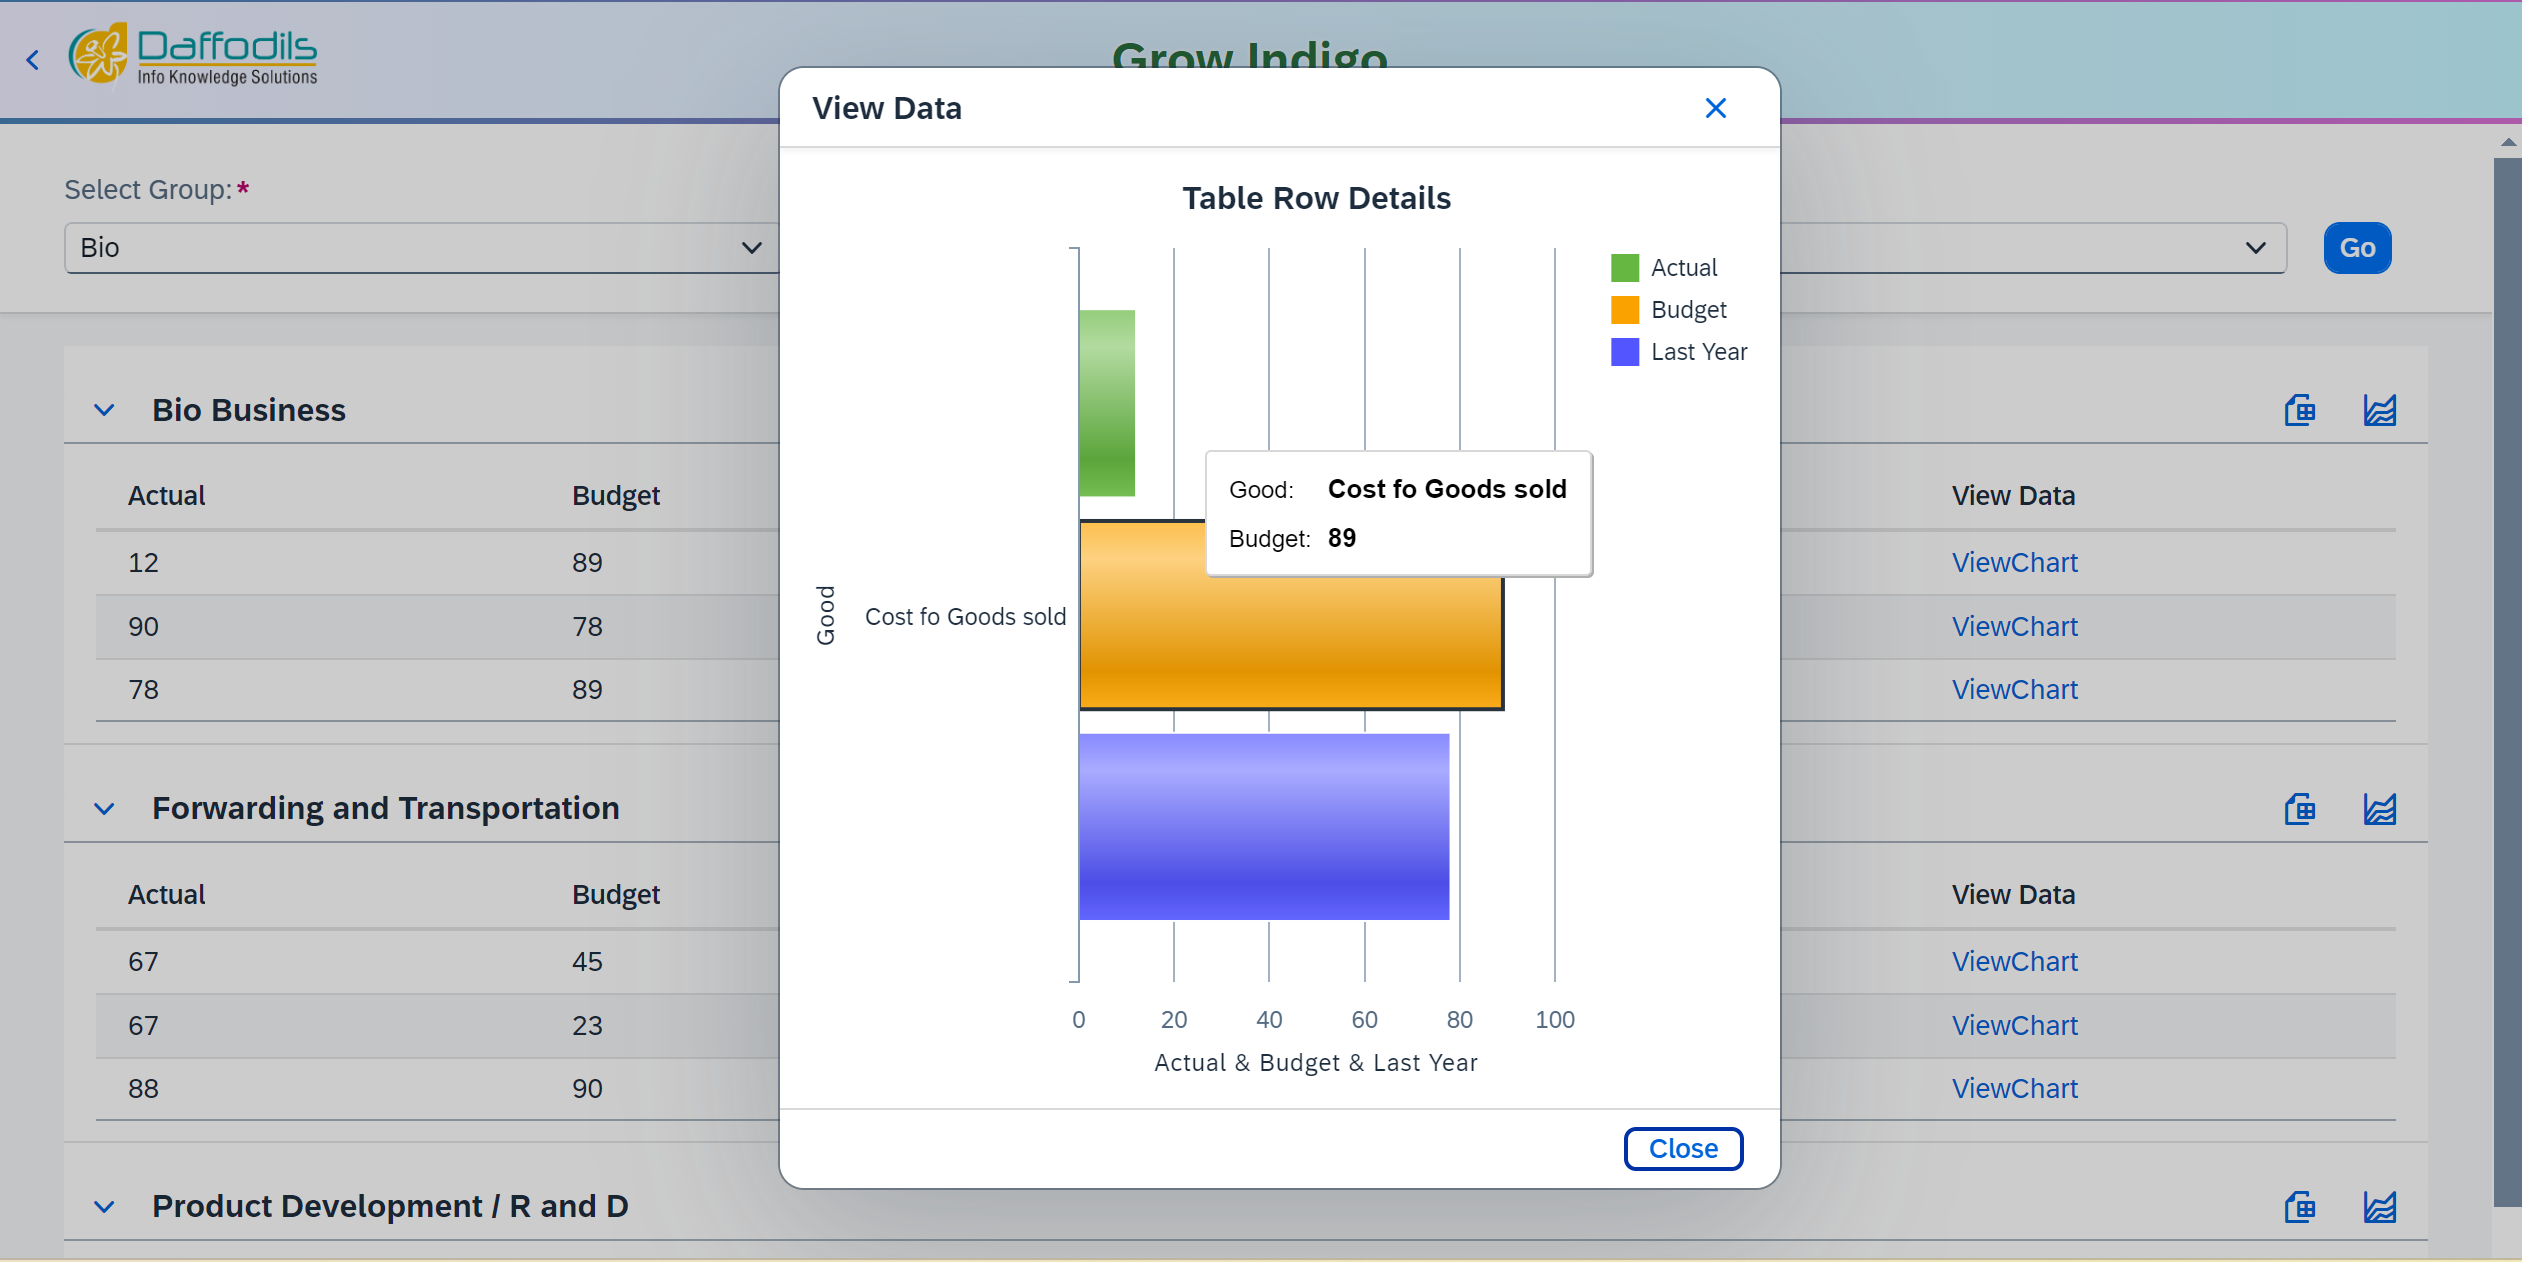 Daffodils
Info Knowledge Solutions
Grow Indigo
Select Group:*
Bio
Go
Bio Business
Actual Budget View Data
12 89 ViewChart
90 78 ViewChart
78 89 ViewChart
Forwarding and Transportation
Actual Budget View Data
67 45 ViewChart
67 23 ViewChart
88 90 ViewChart
Product Development / R and D
View Data
Table Row Details
Actual
Budget
Last Year
Good: Cost fo Goods sold
Budget: 89
Good
Cost fo Goods sold
0 20 40 60 80 100
Actual & Budget & Last Year
Close